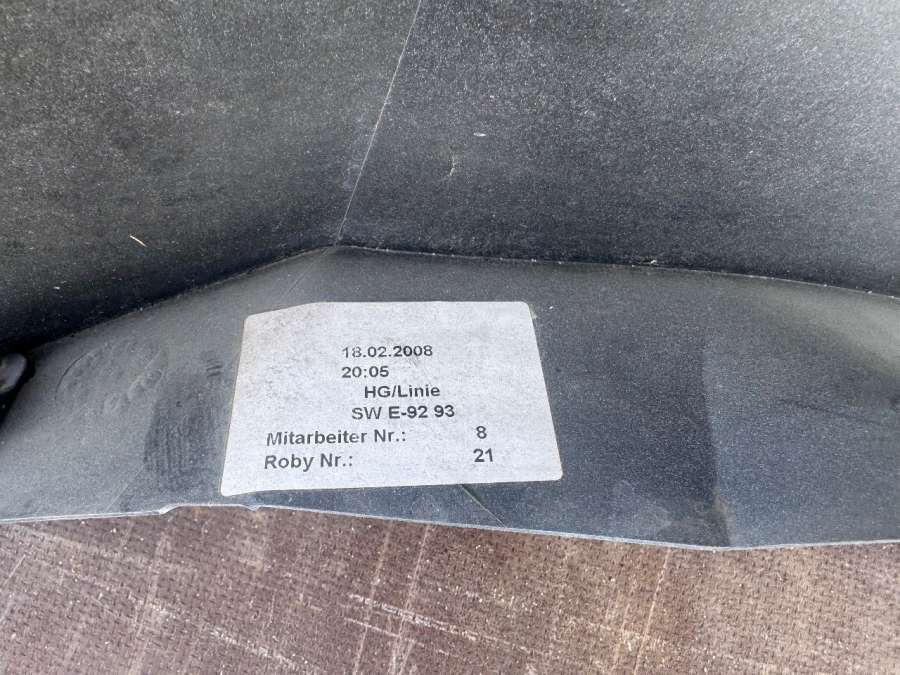 18.02.2008
20:05
HG/Linie
SW E-92 93
Mitarbeiter Nr.: 8
Roby Nr.: 21